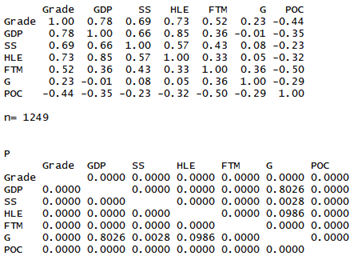 Grade GDP SS HLE FTM G POC
Grade 1.00 0.78 0.69 0.73 0.52 0.23 -0.44
GDP 0.78 1.00 0.66 0.85 0.36 -0.01 -0.35
SS 0.69 0.66 1.00 0.57 0.43 0.08 -0.23
HLE 0.73 0.85 0.57 1.00 0.33 0.05 -0.32
FTM 0.52 0.36 0.43 0.33 1.00 0.36 -0.50
G 0.23 -0.01 0.08 0.05 0.36 1.00 -0.29
POC -0.44 -0.35 -0.23 -0.32 -0.50 -0.29 1.00
n= 1249
P
Grade GDP SS HLE FTM G POC
Grade 0.0000 0.0000 0.0000 0.0000 0.0000 0.0000
GDP 0.0000 0.0000 0.0000 0.0000 0.8026 0.0000
SS 0.0000 0.0000 0.0000 0.0000 0.0028 0.0000
HLE 0.0000 0.0000 0.0000 0.0000 0.0986 0.0000
FTM 0.0000 0.0000 0.0000 0.0000 0.0000 0.0000
G 0.0000 0.8026 0.0028 0.0986 0.0000 0.0000
POC 0.0000 0.0000 0.0000 0.0000 0.0000 0.0000